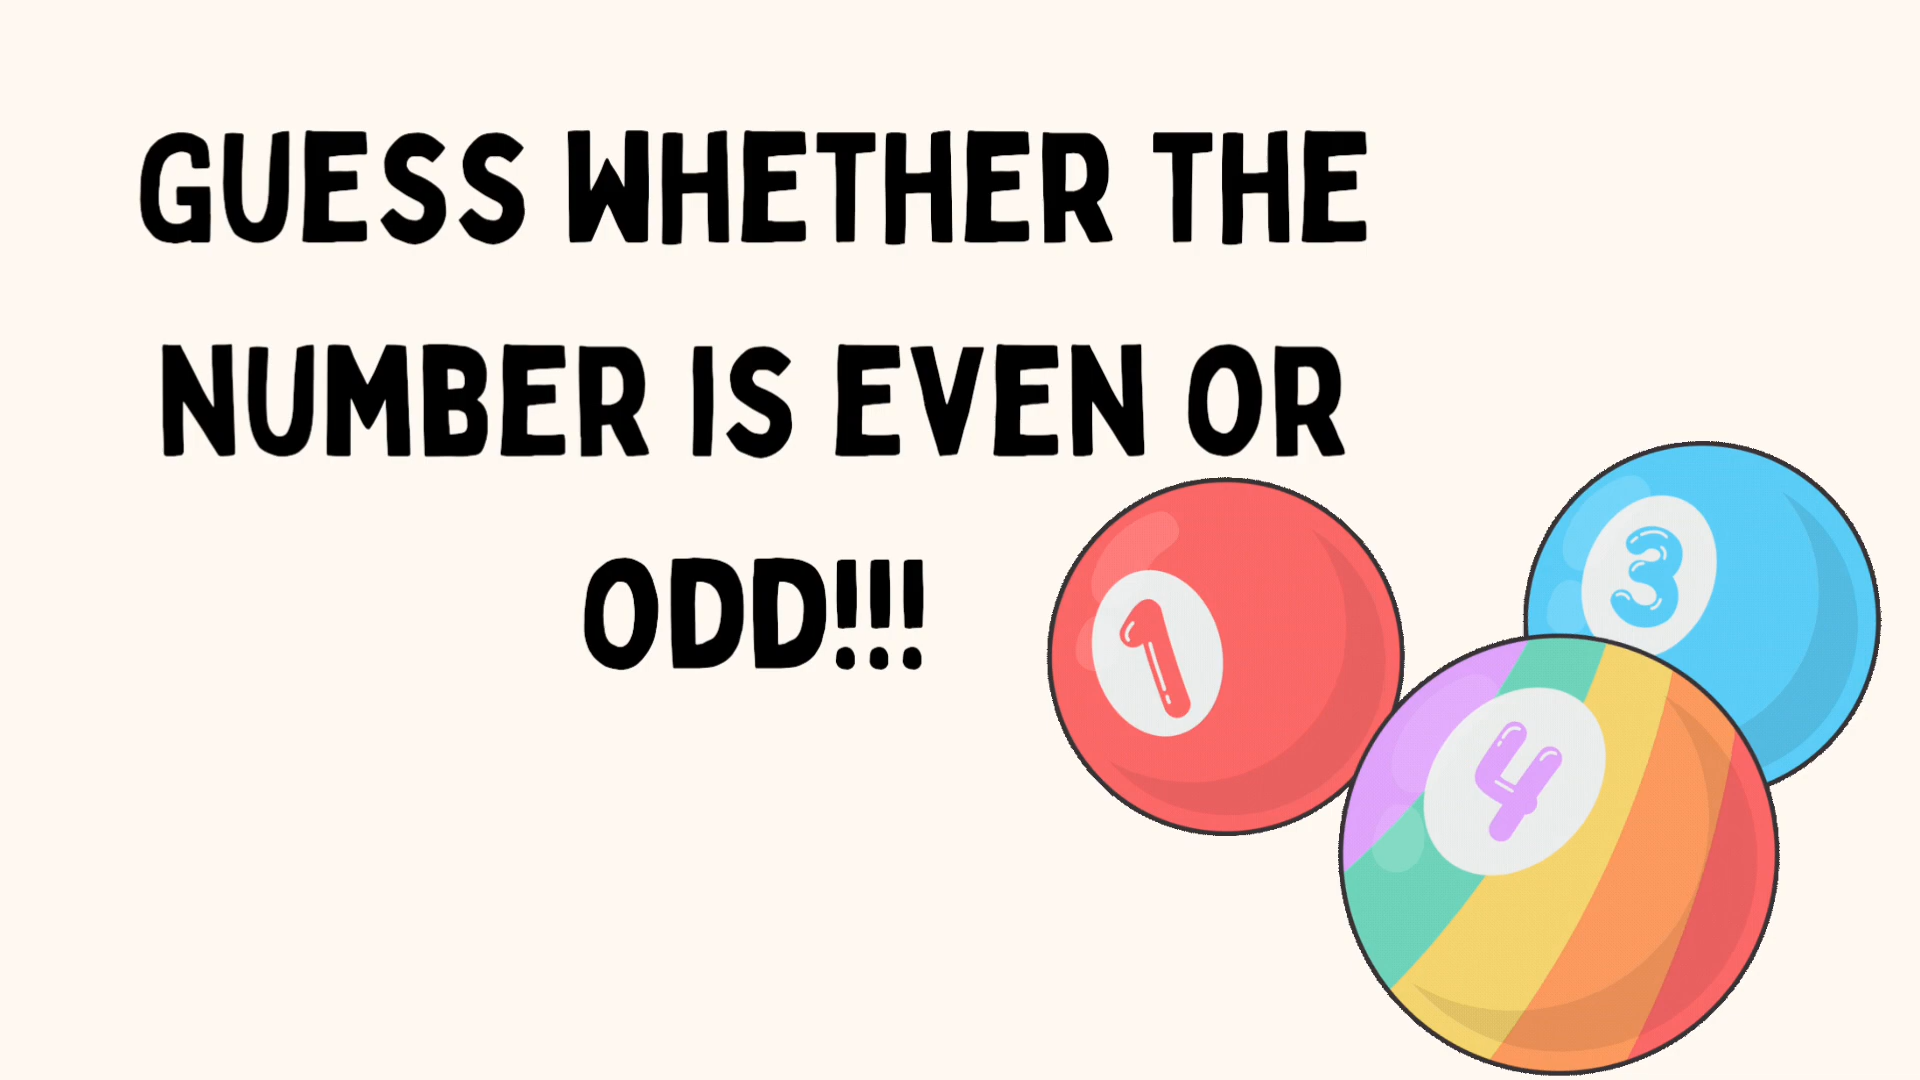 GUESS WHETHER THE
NUMBER IS EVEN OR
ODD!!!
1
3
4